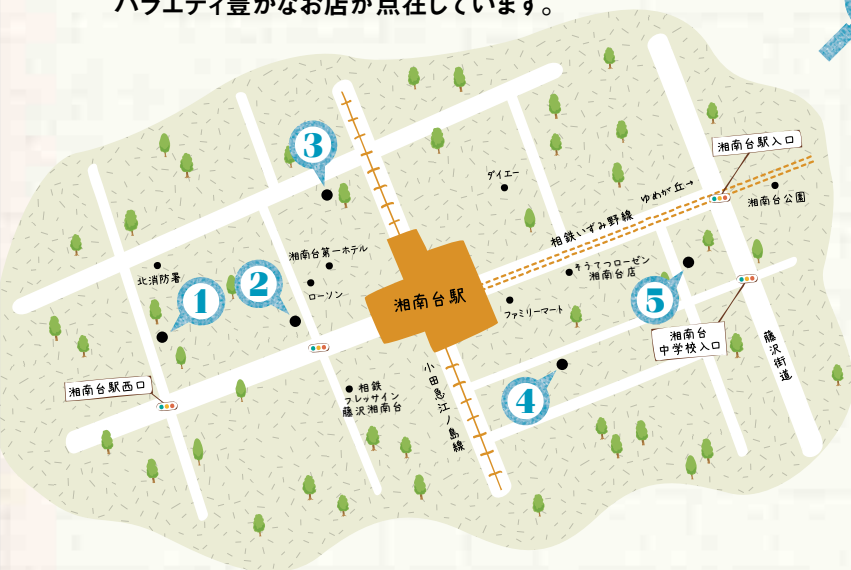 バラエティ豊かなお店が点在しています。
3
湘南台駅入口
ダイエー
ゆめが丘→
湘南台公園
相鉄いずみ野線
湘南台第一ホテル
北消防署
ローソン
1
2
湘南台駅
そうてつローゼン
湘南台店
ファミリーマート
5
湘南台
中学校入口
藤沢街道
湘南台駅西口
相鉄
フレッサイン
藤沢湘南台
小田急江ノ島線
4